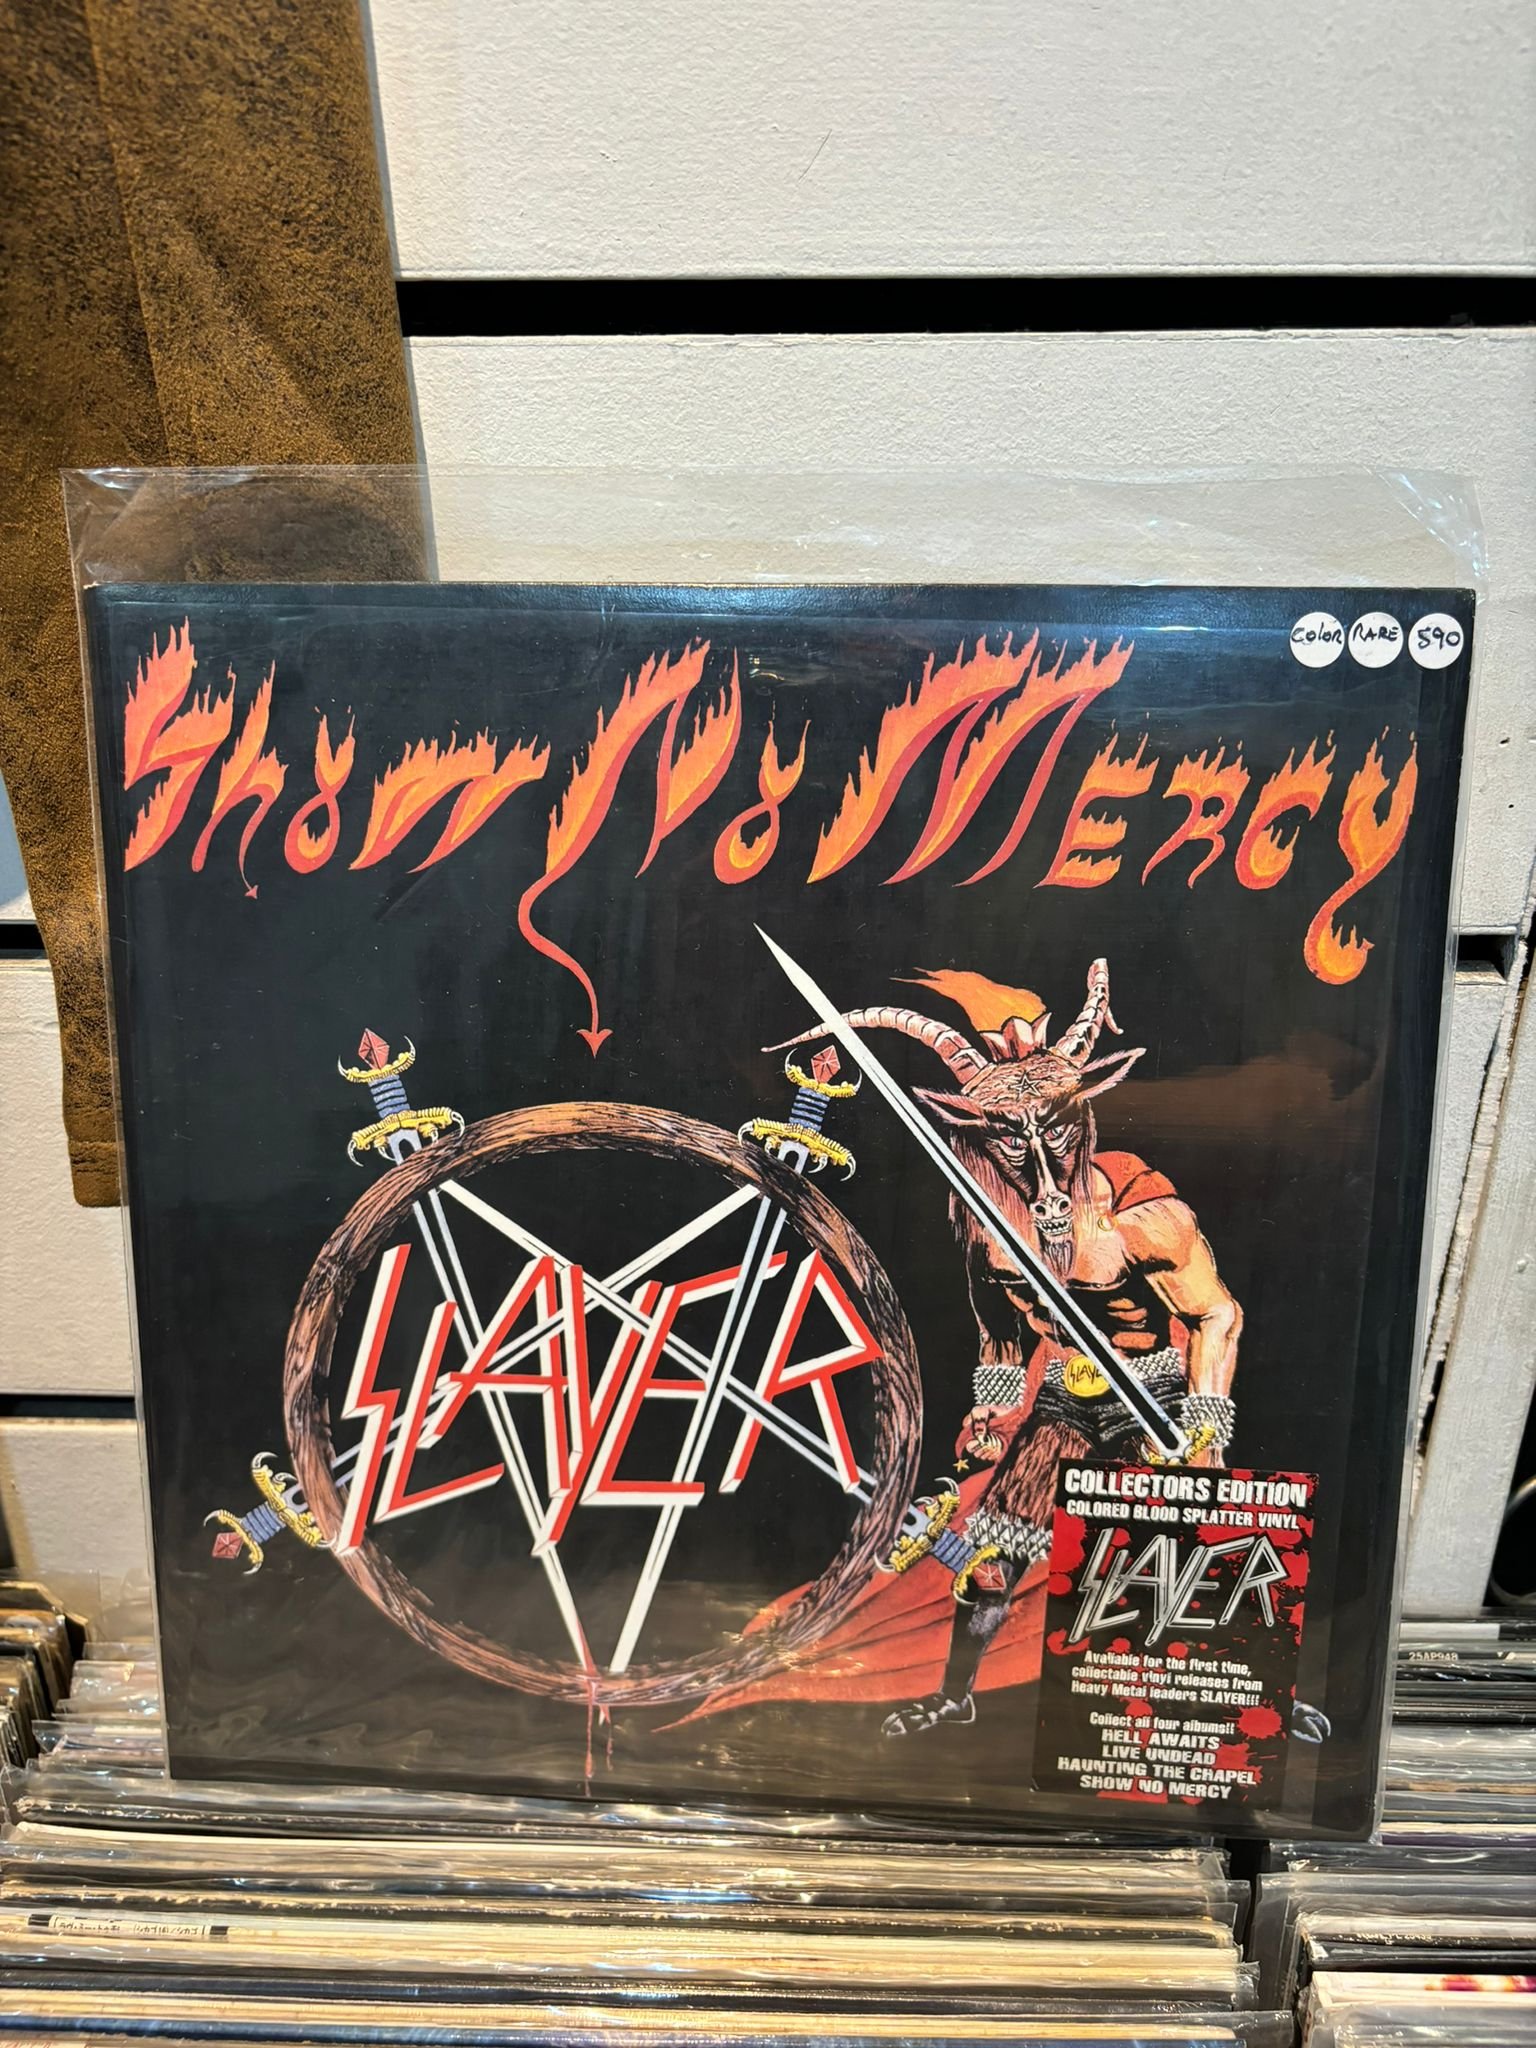 Color RARE 590
Show No Mercy
SLAYER
COLLECTORS EDITION
COLORED BLOOD SPLATTER VINYL
SLAYER
Available for the first time,
collectable vinyl releases from
Heavy Metal leaders SLAYER!!!
Collect all four albums!!
HELL AWAITS
LIVE UNDEAD
HAUNTING THE CHAPEL
SHOW NO MERCY
25AP948